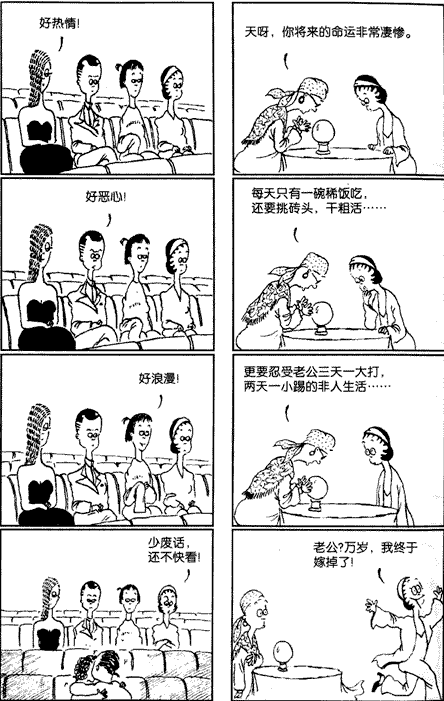 好热情!
好恶心!
好浪漫!
少废话,
还不快看!
天呀，你将来的命运非常凄惨。
每天只有一碗稀饭吃,
还要挑砖头，干粗活……
更要忍受老公三天一大打,
两天一小踢的非人生活……
老公?万岁，我终于
嫁掉了!